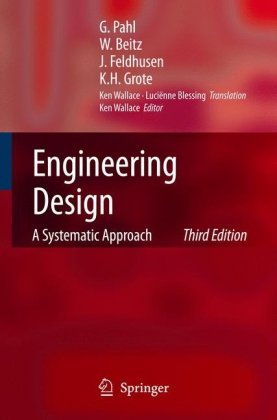 G. Pahl
W. Beitz
J. Feldhusen
K.H. Grote
Ken Wallace · Luciënne Blessing Translation
Ken Wallace Editor
Engineering
Design
A Systematic Approach Third Edition
Springer